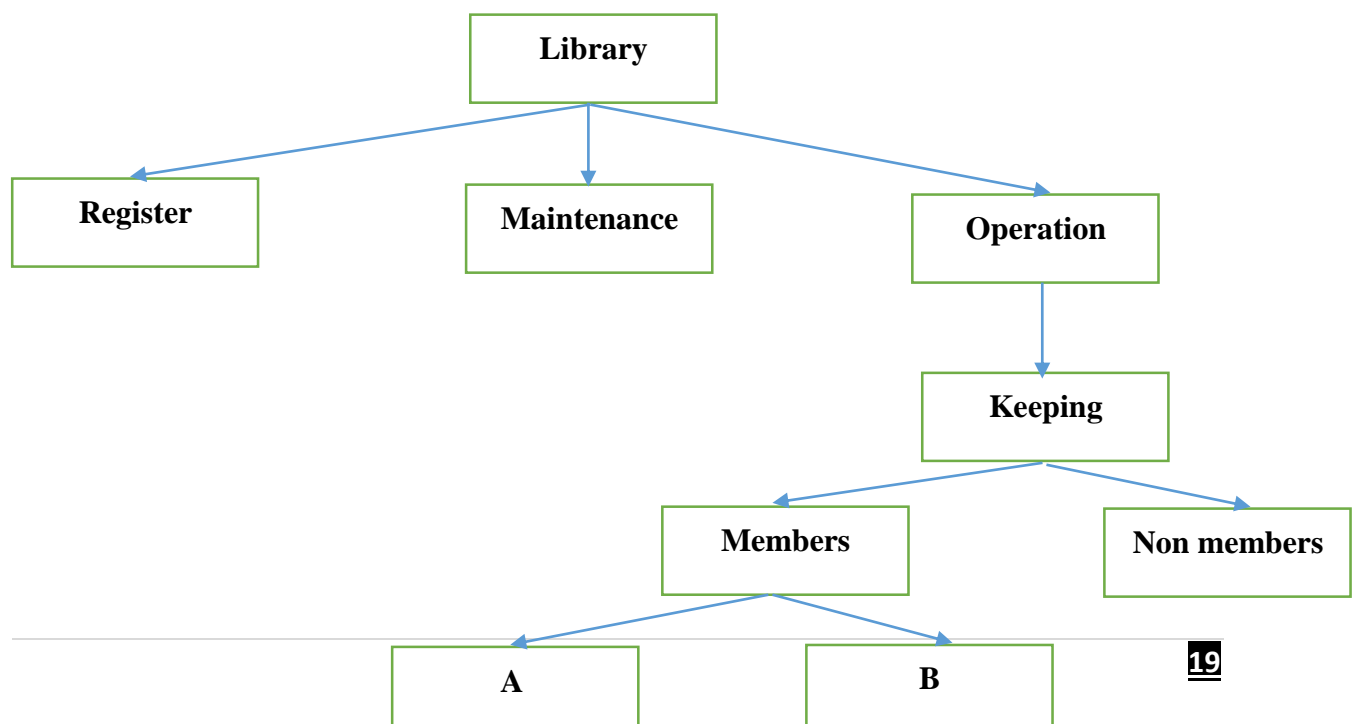 Library
Register
Maintenance
Operation
Keeping
Members
Non members
A
B
19